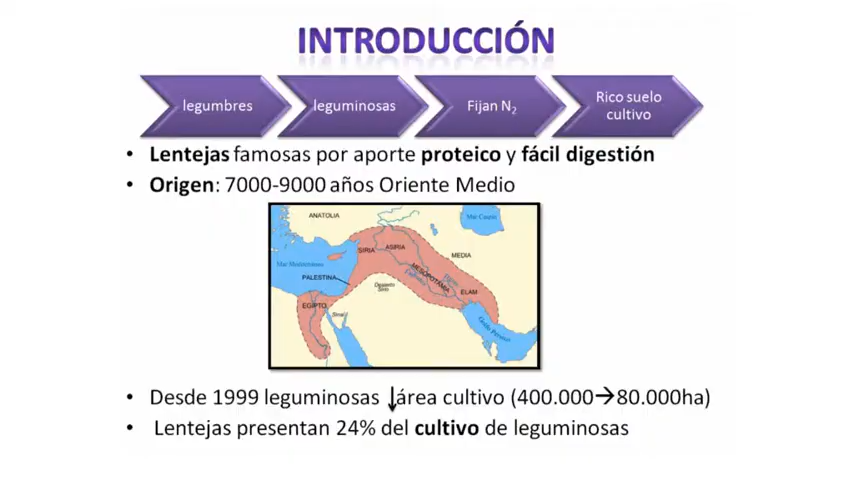 INTRODUCCIÓN
legumbres
leguminosas
Fijan N₂
Rico suelo
cultivo
• Lentejas famosas por aporte proteico y fácil digestión
• Origen: 7000-9000 años Oriente Medio
ANATOLIA
Mar Caspio
SIRIA
ASIRIA
MEDIA
Mar Mediterráneo
PALESTINA
MESOPOTAMIA
Desierto
Sirio
ELAM
EGIPTO
Sinaí
Golfo Pérsico
• Desde 1999 leguminosas ↓área cultivo (400.000→80.000ha)
• Lentejas presentan 24% del cultivo de leguminosas